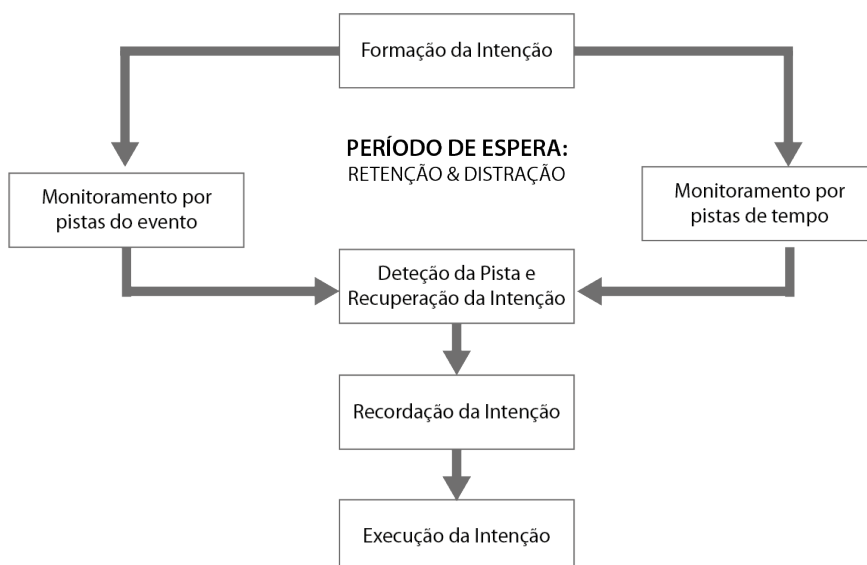 Formação da Intenção
PERÍODO DE ESPERA:
RETENÇÃO & DISTRAÇÃO
Monitoramento por
pistas do evento
Monitoramento por
pistas de tempo
Deteção da Pista e
Recuperação da Intenção
Recordação da Intenção
Execução da Intenção